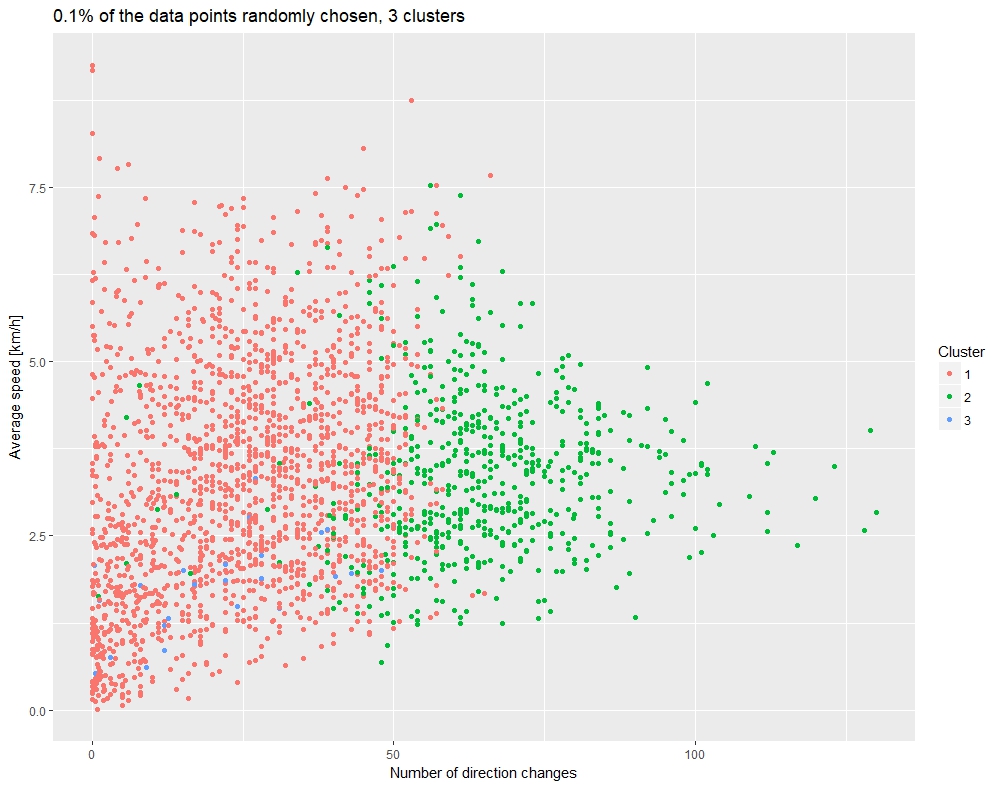 0.1% of the data points randomly chosen, 3 clusters
7.5
5.0
2.5
0.0
Average speed [km/h]
0 50 100
Number of direction changes
Cluster
1
2
3